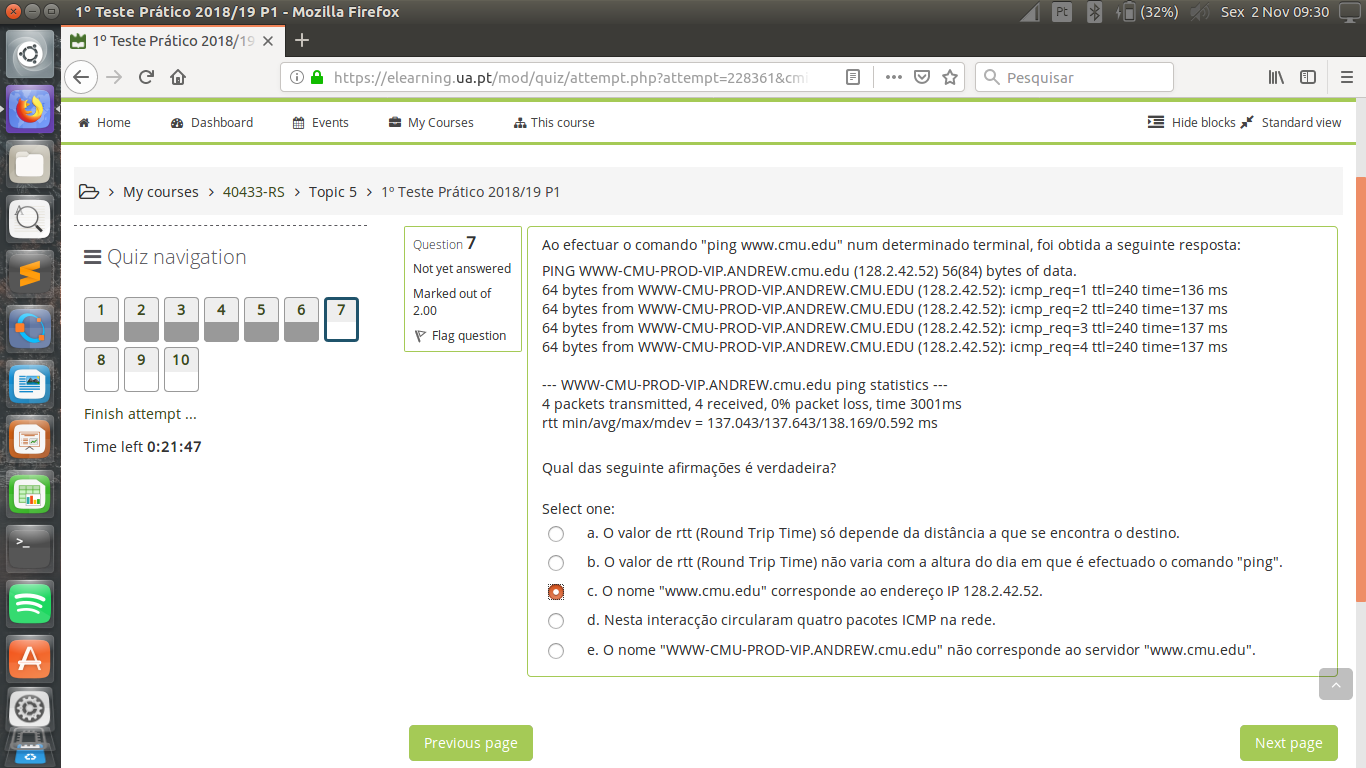 1º Teste Prático 2018/19 P1 - Mozilla Firefox
Pt
(32%)
Sex 2 Nov 09:30
1º Teste Prático 2018/19
https://elearning.ua.pt/mod/quiz/attempt.php?attempt=228361&cmi
Pesquisar
Home
Dashboard
Events
My Courses
This course
Hide blocks
Standard view
My courses > 40433-RS > Topic 5 > 1º Teste Prático 2018/19 P1
Quiz navigation
1 2 3 4 5 6 7
8 9 10
Finish attempt ...
Time left 0:21:47
Question 7
Not yet answered
Marked out of
2.00
Flag question
Ao efectuar o comando "ping www.cmu.edu" num determinado terminal, foi obtida a seguinte resposta:
PING WWW-CMU-PROD-VIP.ANDREW.cmu.edu (128.2.42.52) 56(84) bytes of data.
64 bytes from WWW-CMU-PROD-VIP.ANDREW.CMU.EDU (128.2.42.52): icmp_req=1 ttl=240 time=136 ms
64 bytes from WWW-CMU-PROD-VIP.ANDREW.CMU.EDU (128.2.42.52): icmp_req=2 ttl=240 time=137 ms
64 bytes from WWW-CMU-PROD-VIP.ANDREW.CMU.EDU (128.2.42.52): icmp_req=3 ttl=240 time=137 ms
64 bytes from WWW-CMU-PROD-VIP.ANDREW.CMU.EDU (128.2.42.52): icmp_req=4 ttl=240 time=137 ms
--- WWW-CMU-PROD-VIP.ANDREW.cmu.edu ping statistics ---
4 packets transmitted, 4 received, 0% packet loss, time 3001ms
rtt min/avg/max/mdev = 137.043/137.643/138.169/0.592 ms
Qual das seguinte afirmações é verdadeira?
Select one:
a. O valor de rtt (Round Trip Time) só depende da distância a que se encontra o destino.
b. O valor de rtt (Round Trip Time) não varia com a altura do dia em que é efectuado o comando "ping".
c. O nome "www.cmu.edu" corresponde ao endereço IP 128.2.42.52.
d. Nesta interacção circularam quatro pacotes ICMP na rede.
e. O nome "WWW-CMU-PROD-VIP.ANDREW.cmu.edu" não corresponde ao servidor "www.cmu.edu".
Previous page
Next page